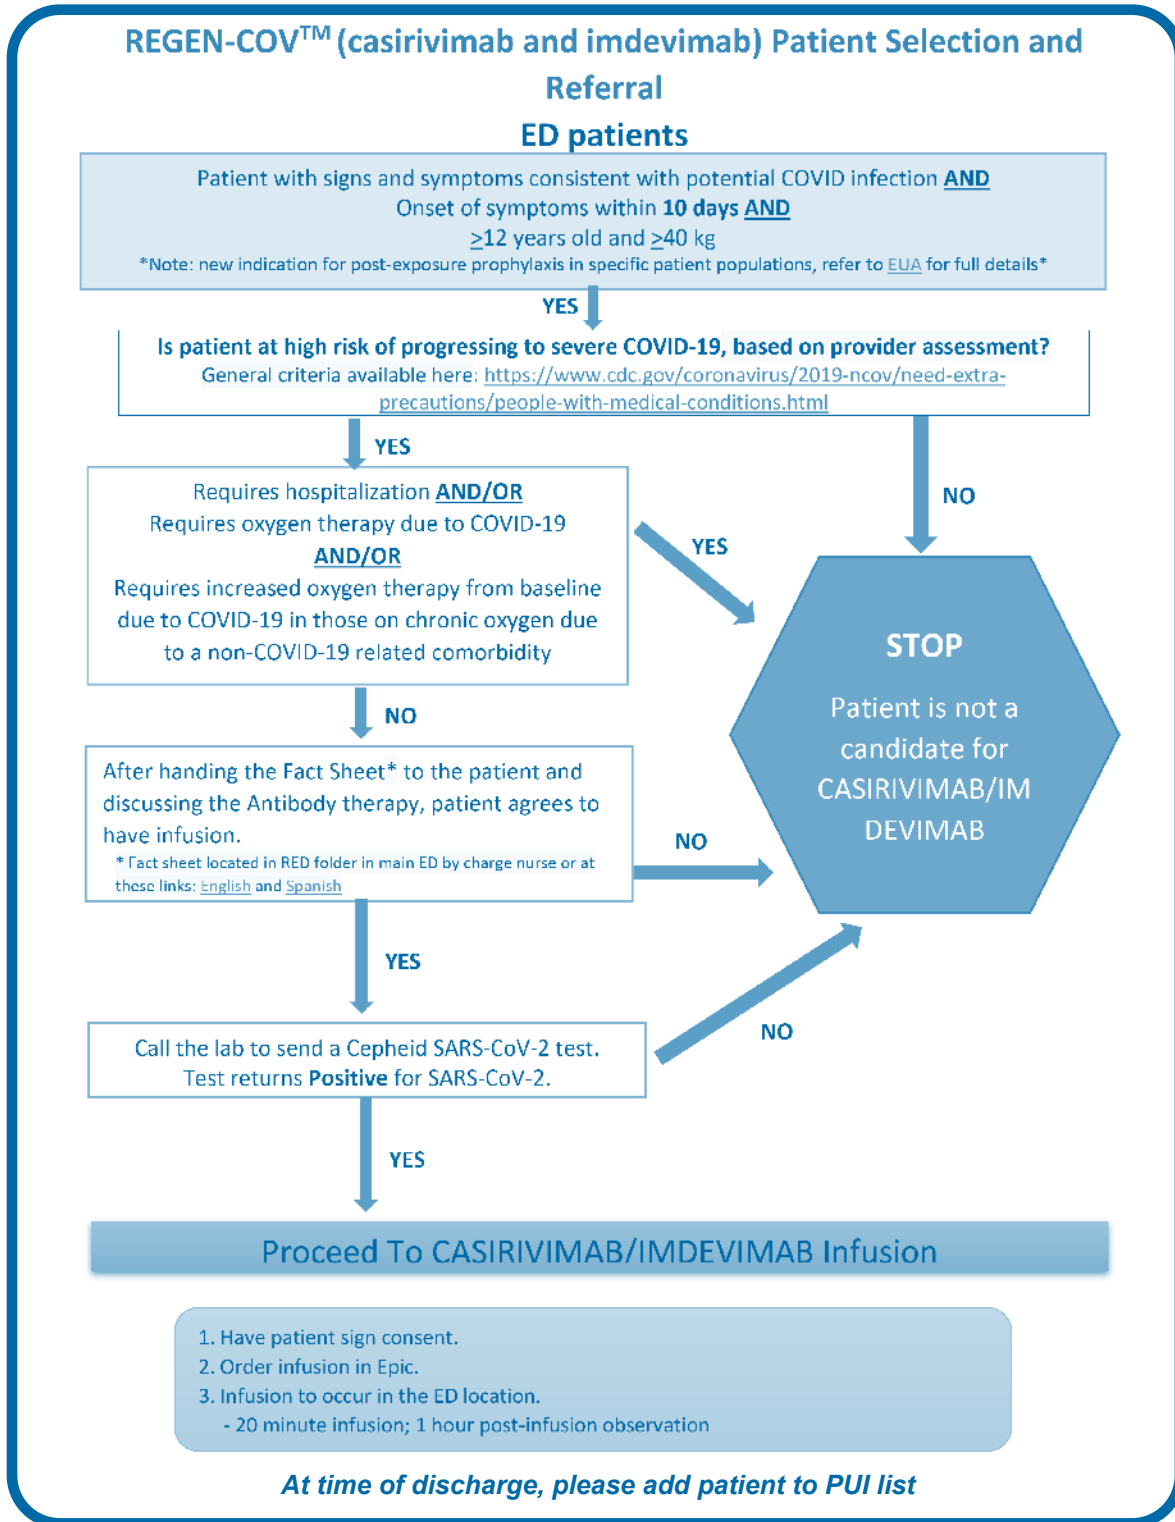 REGEN-COV™ (casirivimab and imdevimab) Patient Selection and
Referral
ED patients
Patient with signs and symptoms consistent with potential COVID infection AND
Onset of symptoms within 10 days AND
≥12 years old and ≥40 kg
*Note: new indication for post-exposure prophylaxis in specific patient populations, refer to EUA for full details*
YES
Is patient at high risk of progressing to severe COVID-19, based on provider assessment?
General criteria available here: https://www.cdc.gov/coronavirus/2019-ncov/need-extra-
precautions/people-with-medical-conditions.html
YES
NO
Requires hospitalization AND/OR
Requires oxygen therapy due to COVID-19
AND/OR
Requires increased oxygen therapy from baseline
due to COVID-19 in those on chronic oxygen due
to a non-COVID-19 related comorbidity
YES
STOP
Patient is not a
candidate for
CASIRIVIMAB/IM
DEVIMAB
NO
After handing the Fact Sheet* to the patient and
discussing the Antibody therapy, patient agrees to
have infusion.
* Fact sheet located in RED folder in main ED by charge nurse or at
these links: English and Spanish
NO
YES
Call the lab to send a Cepheid SARS-CoV-2 test.
Test returns Positive for SARS-CoV-2.
NO
YES
Proceed To CASIRIVIMAB/IMDEVIMAB Infusion
1. Have patient sign consent.
2. Order infusion in Epic.
3. Infusion to occur in the ED location.
- 20 minute infusion; 1 hour post-infusion observation
At time of discharge, please add patient to PUI list